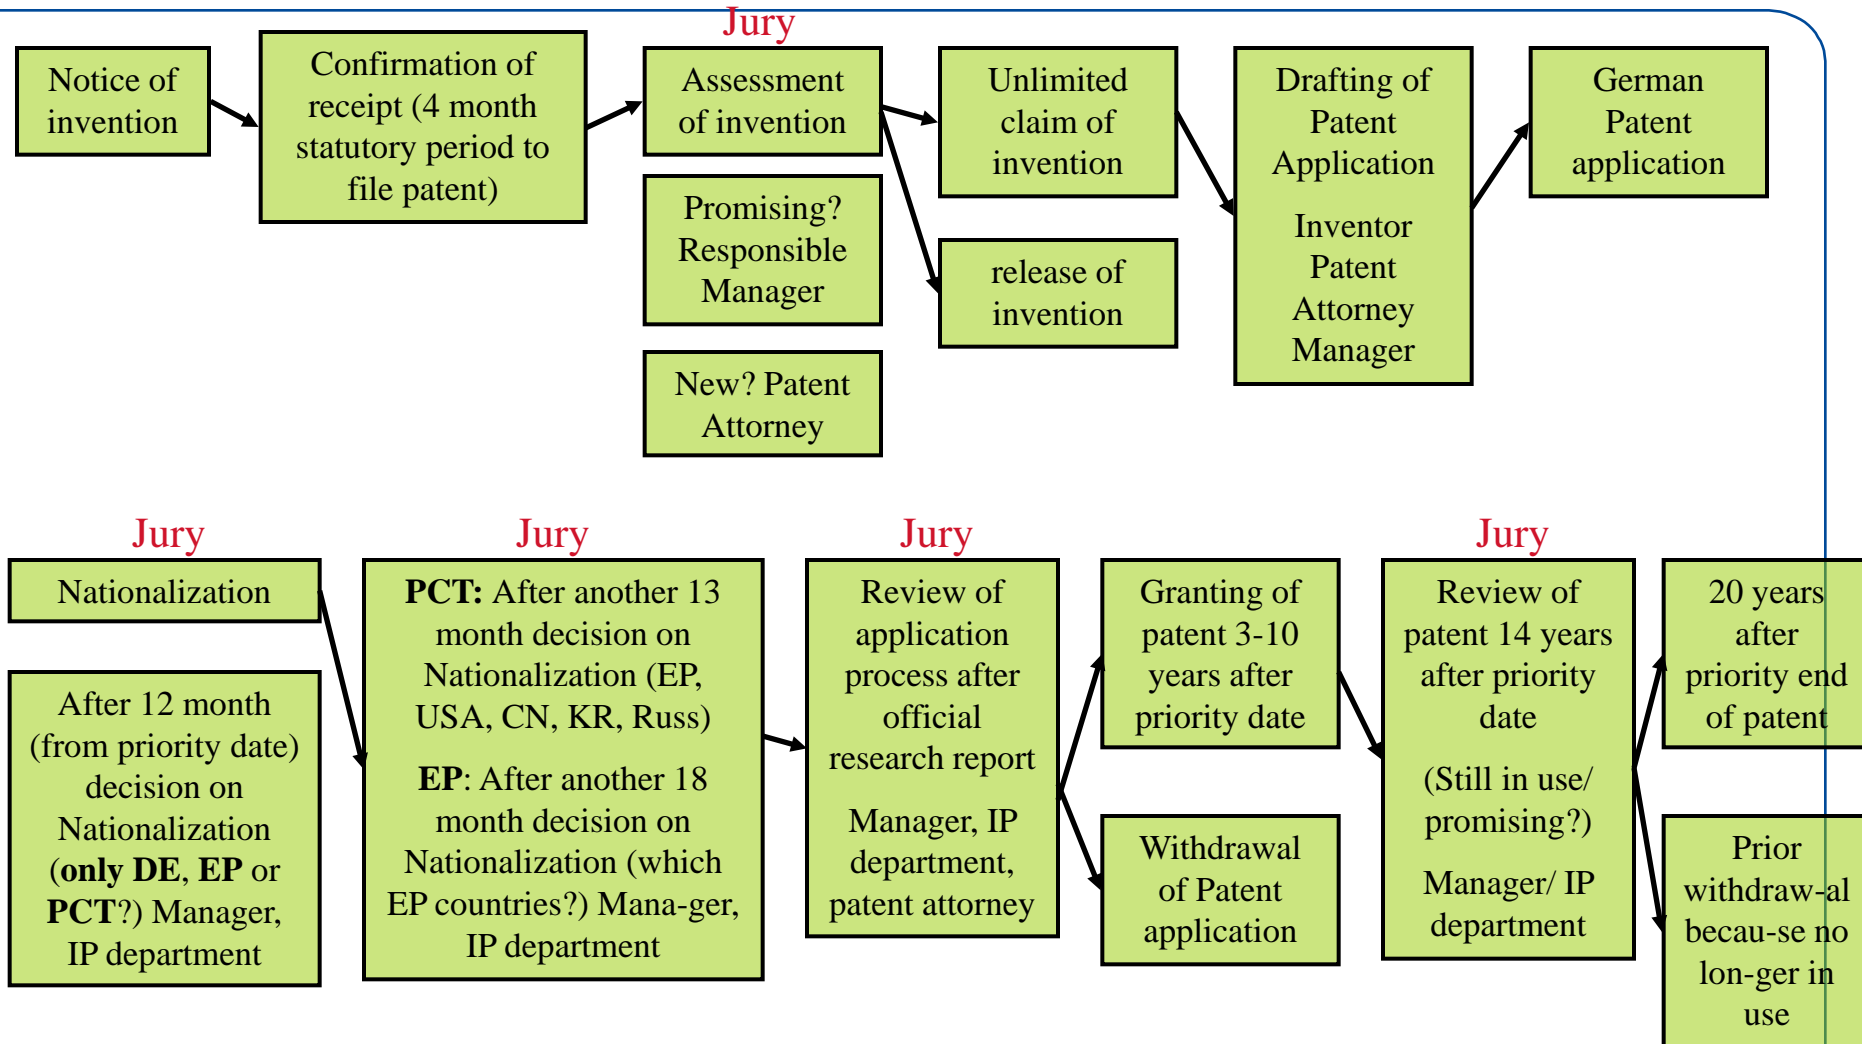 Jury
Notice of
invention
Confirmation of
receipt (4 month
statutory period to
file patent)
Assessment
of invention
Promising?
Responsible
Manager
New? Patent
Attorney
Unlimited
claim of
invention
release of
invention
Drafting of
Patent
Application
Inventor
Patent
Attorney
Manager
German
Patent
application
Jury
Nationalization
After 12 month
(from priority date)
decision on
Nationalization
(only DE, EP or
PCT?) Manager,
IP department
Jury
PCT: After another 13
month decision on
Nationalization (EP,
USA, CN, KR, Russ)
EP: After another 18
month decision on
Nationalization (which
EP countries?) Mana-ger,
IP department
Jury
Review of
application
process after
official
research report
Manager, IP
department,
patent attorney
Granting of
patent 3-10
years after
priority date
Withdrawal
of Patent
application
Jury
Review of
patent 14 years
after priority
date
(Still in use/
promising?)
Manager/ IP
department
20 years
after
priority end
of patent
Prior
withdraw-al
becau-se no
lon-ger in
use